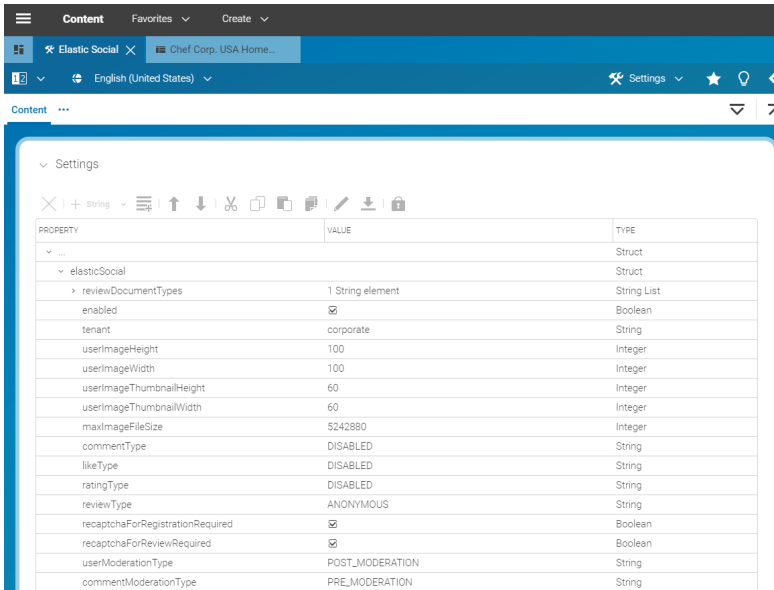 Content Favorites Create
Elastic Social Chef Corp. USA Home...
12 English (United States) Settings
Content ...
Settings
String
PROPERTY VALUE TYPE
... Struct
elasticSocial Struct
reviewDocumentTypes 1 String element String List
enabled Boolean
tenant corporate String
userImageHeight 100 Integer
userImageWidth 100 Integer
userImageThumbnailHeight 60 Integer
userImageThumbnailWidth 60 Integer
maxImageFileSize 5242880 Integer
commentType DISABLED String
likeType DISABLED String
ratingType DISABLED String
reviewType ANONYMOUS String
recaptchaForRegistrationRequired Boolean
recaptchaForReviewRequired Boolean
userModerationType POST_MODERATION String
commentModerationType PRE_MODERATION String